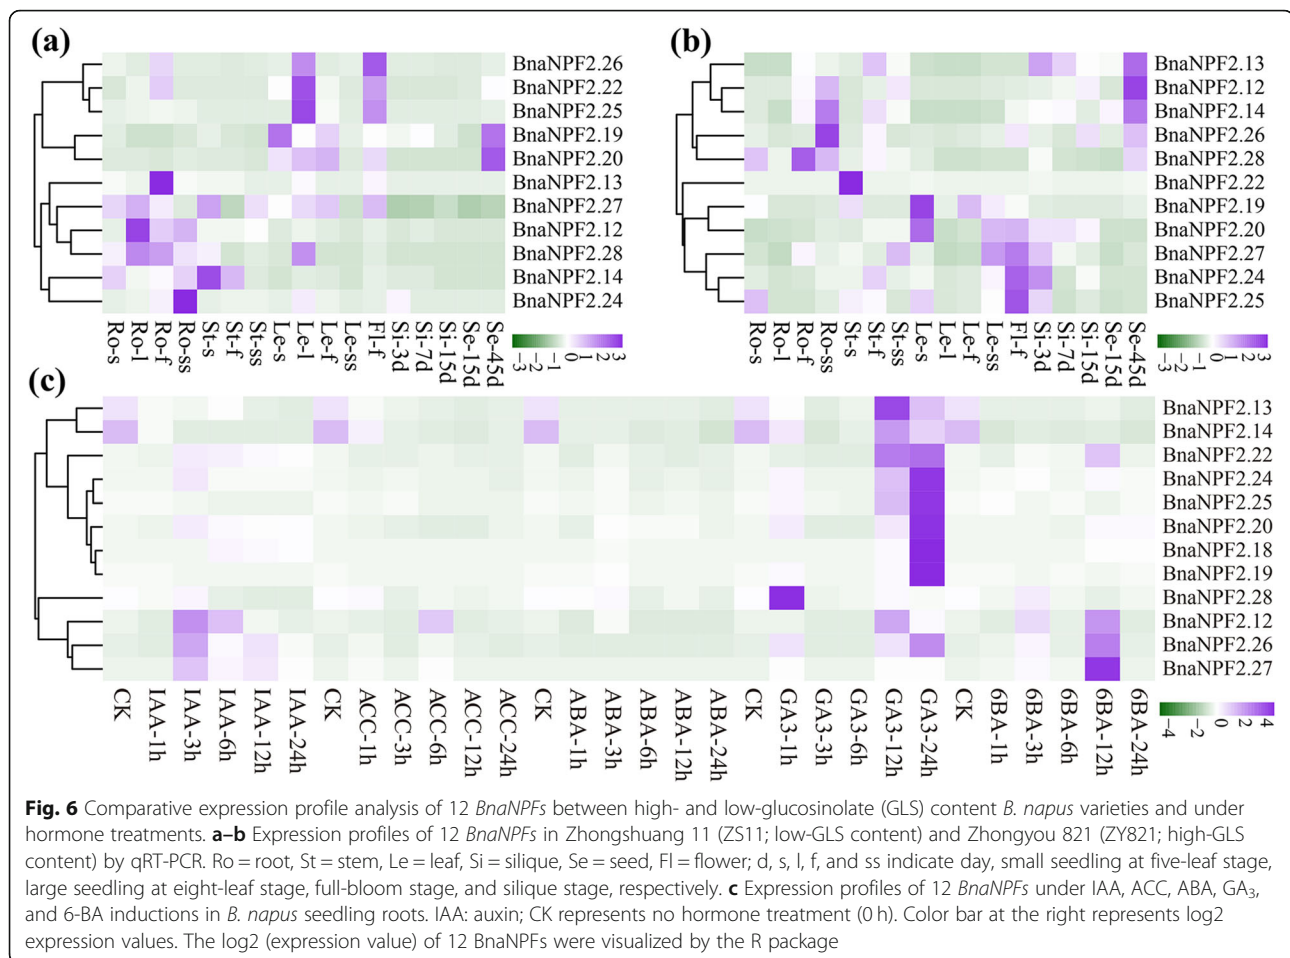 (a)
BnaNPF2.26
BnaNPF2.22
BnaNPF2.25
BnaNPF2.19
BnaNPF2.20
BnaNPF2.13
BnaNPF2.27
BnaNPF2.12
BnaNPF2.28
BnaNPF2.14
BnaNPF2.24
Ro-s
Ro-l
Ro-f
Ro-ss
St-s
St-f
St-ss
Le-s
Le-l
Le-f
Le-ss
Fl-f
Si-3d
Si-7d
Si-15d
Se-15d
Se-45d
-3
-2
-1
0
1
2
3
(b)
BnaNPF2.13
BnaNPF2.12
BnaNPF2.14
BnaNPF2.26
BnaNPF2.28
BnaNPF2.22
BnaNPF2.19
BnaNPF2.20
BnaNPF2.27
BnaNPF2.24
BnaNPF2.25
Ro-s
Ro-l
Ro-f
Ro-ss
St-s
St-f
St-ss
Le-s
Le-l
Le-f
Le-ss
Fl-f
Si-3d
Si-7d
Si-15d
Se-15d
Se-45d
-3
-2
-1
0
1
2
3
(c)
BnaNPF2.13
BnaNPF2.14
BnaNPF2.22
BnaNPF2.24
BnaNPF2.25
BnaNPF2.20
BnaNPF2.18
BnaNPF2.19
BnaNPF2.28
BnaNPF2.12
BnaNPF2.26
BnaNPF2.27
CK
IAA-1h
IAA-3h
IAA-6h
IAA-12h
IAA-24h
CK
ACC-1h
ACC-3h
ACC-6h
ACC-12h
ACC-24h
CK
ABA-1h
ABA-3h
ABA-6h
ABA-12h
ABA-24h
CK
GA3-1h
GA3-3h
GA3-6h
GA3-12h
GA3-24h
CK
6BA-1h
6BA-3h
6BA-6h
6BA-12h
6BA-24h
-4
-2
0
2
4
Fig. 6 Comparative expression profile analysis of 12 BnaNPFs between high- and low-glucosinolate (GLS) content B. napus varieties and under
hormone treatments. a–b Expression profiles of 12 BnaNPFs in Zhongshuang 11 (ZS11; low-GLS content) and Zhongyou 821 (ZY821; high-GLS
content) by qRT-PCR. Ro = root, St = stem, Le = leaf, Si = silique, Se = seed, Fl = flower; d, s, l, f, and ss indicate day, small seedling at five-leaf stage,
large seedling at eight-leaf stage, full-bloom stage, and silique stage, respectively. c Expression profiles of 12 BnaNPFs under IAA, ACC, ABA, GA₃,
and 6-BA inductions in B. napus seedling roots. IAA: auxin; CK represents no hormone treatment (0 h). Color bar at the right represents log2
expression values. The log2 (expression value) of 12 BnaNPFs were visualized by the R package